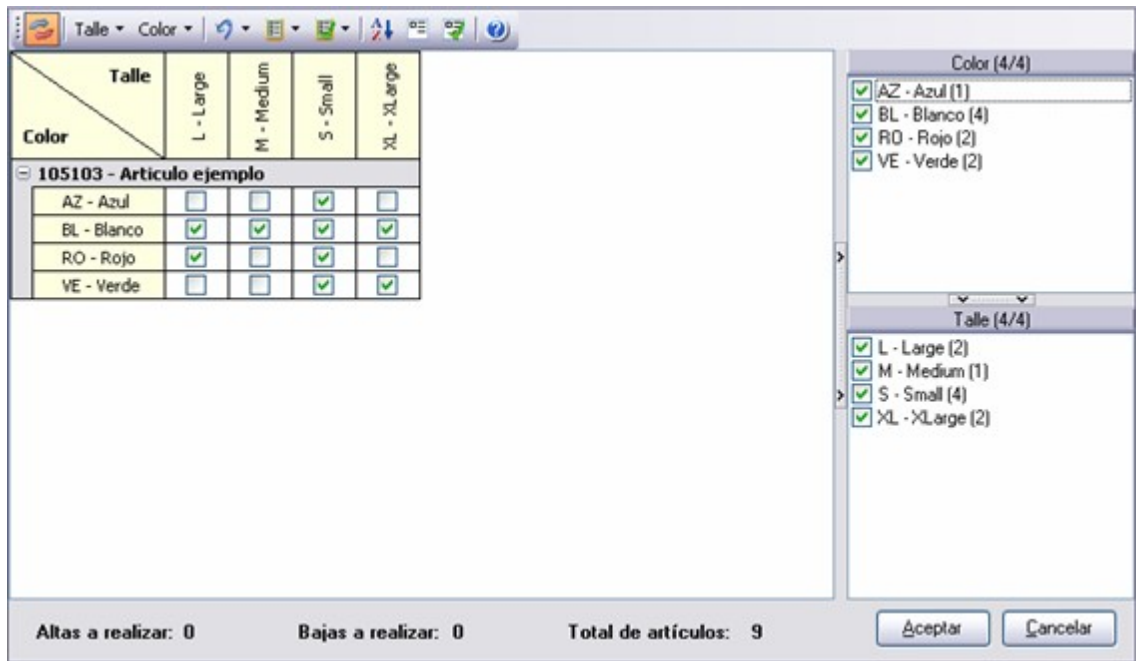 Talle Color
Talle
Color
L - Large
M - Medium
S - Small
XL - XLarge
105103 - Articulo ejemplo
AZ - Azul
BL - Blanco
RO - Rojo
VE - Verde
Color (4/4)
AZ - Azul (1)
BL - Blanco (4)
RO - Rojo (2)
VE - Verde (2)
Talle (4/4)
L - Large (2)
M - Medium (1)
S - Small (4)
XL - XLarge (2)
Altas a realizar: 0 Bajas a realizar: 0 Total de artículos: 9 Aceptar Cancelar